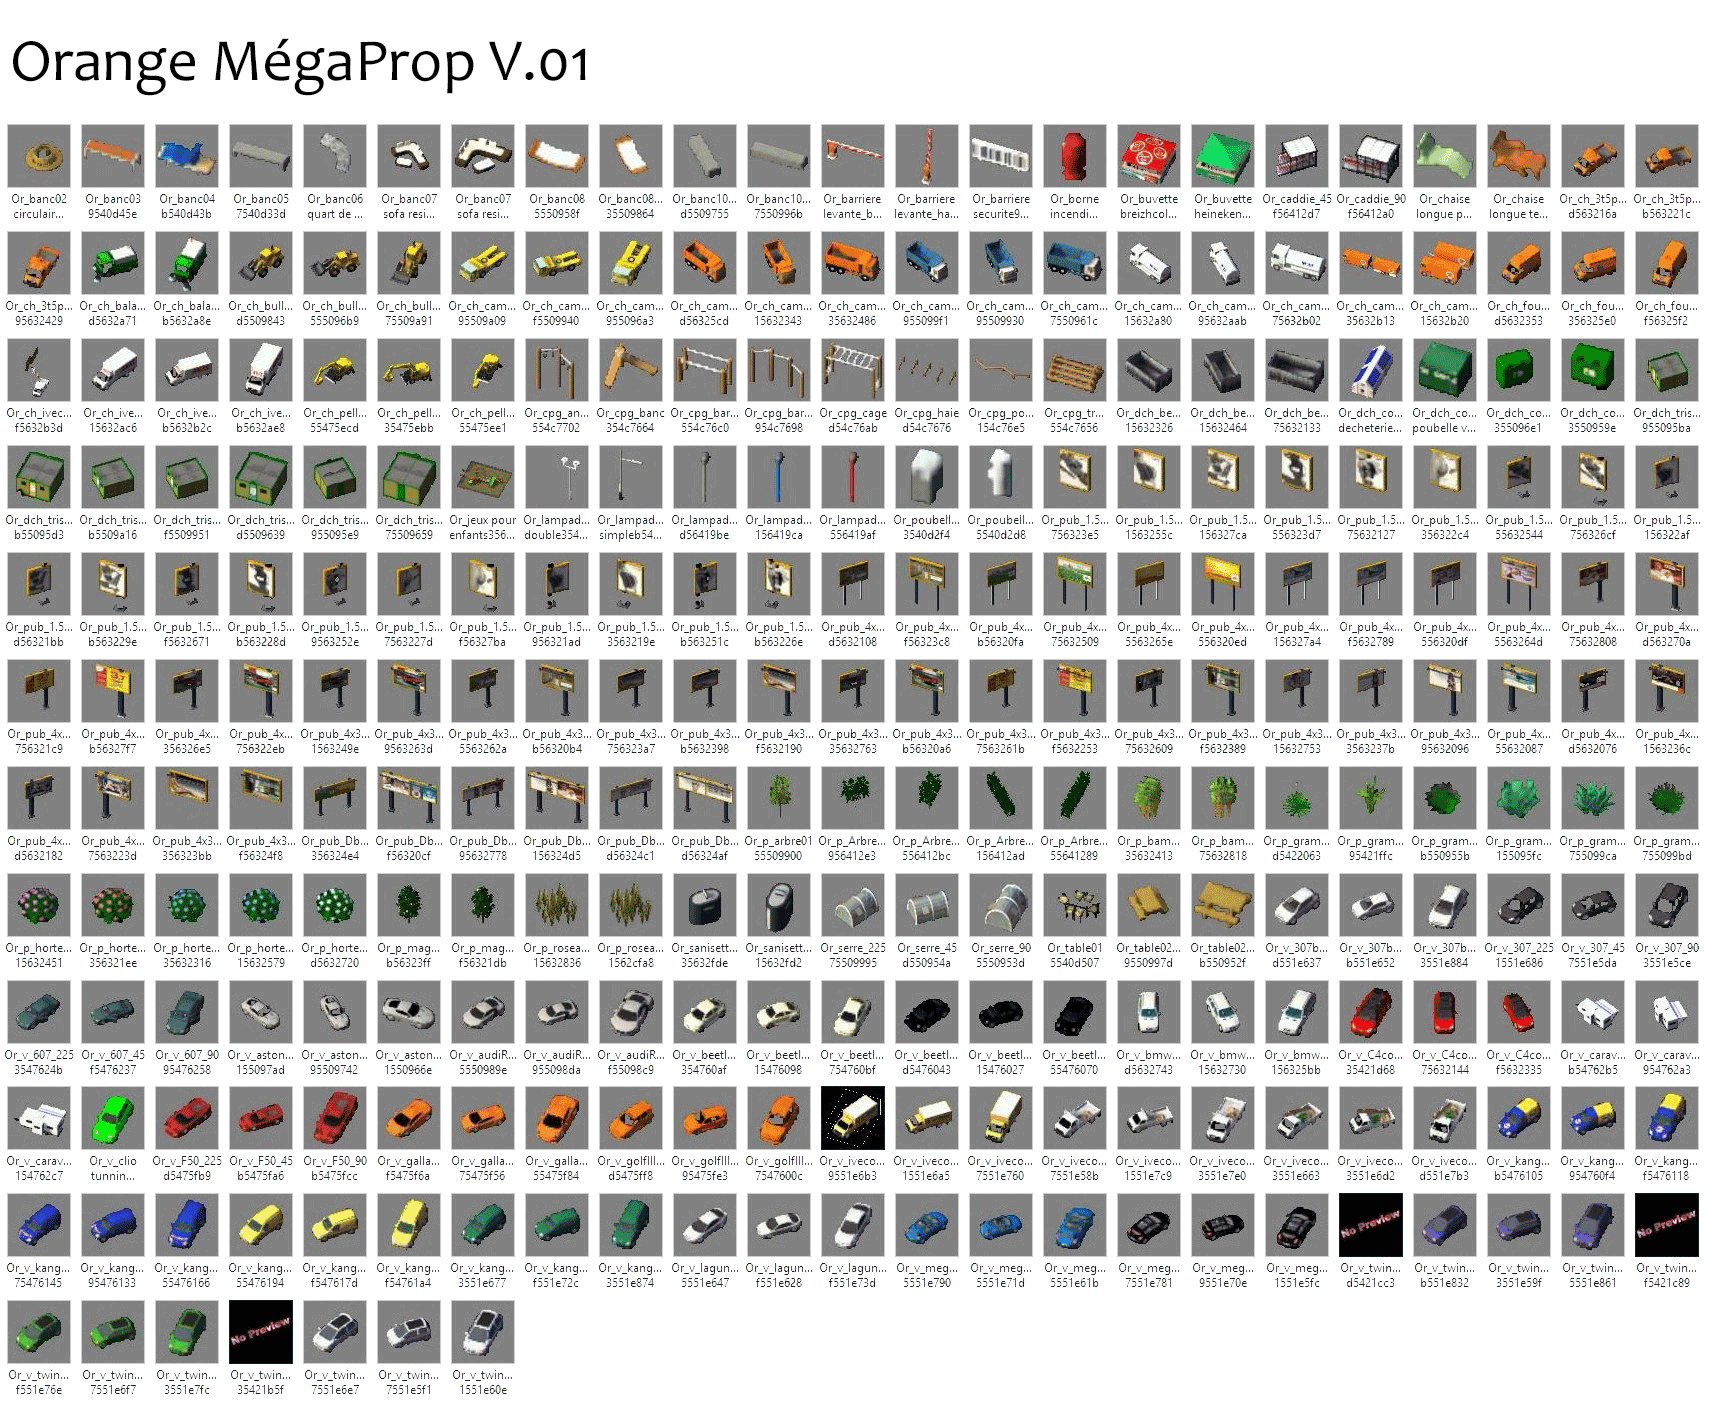 Orange MégaProp V.01
Or_banc02 Or_banc03 Or_banc04 Or_banc05 Or_banc06 Or_banc07 Or_banc07 Or_banc08 Or_banc08... Or_banc10... Or_banc10... Or_barriere Or_barriere Or_barriere Or_borne Or_buvette Or_buvette Or_caddie_45 Or_caddie_90 Or_chaise Or_chaise Or_ch_3t5p... Or_ch_3t5p...
circulair... 9540d45e b540d43b 7540d33d quart de ... sofa resi... sofa resi... 5550958f 35509864 d5509755 7550996b levante_b... levante_ha... securite9... incendi... breizhcol... heineken... f56412d7 f56412a0 longue p... longue te... d563216a b563221c
Or_ch_3t5p... Or_ch_bala... Or_ch_bala... Or_ch_bull... Or_ch_bull... Or_ch_bull... Or_ch_cam... Or_ch_cam... Or_ch_cam... Or_ch_cam... Or_ch_cam... Or_ch_cam... Or_ch_cam... Or_ch_cam... Or_ch_cam... Or_ch_cam... Or_ch_cam... Or_ch_cam... Or_ch_cam... Or_ch_cam... Or_ch_fou... Or_ch_fou... Or_ch_fou...
95632429 d5632a71 b5632a8e d5509843 555096b9 75509a91 95509a09 f5509940 955096a3 d56325cd 15632343 35632486 955099f1 95509930 7550961c 15632a80 95632aab 75632b02 35632b13 15632b20 d5632353 356325e0 f56325f2
Or_ch_ivec... Or_ch_ive... Or_ch_ive... Or_ch_ive... Or_ch_pell... Or_ch_pell... Or_ch_pell... Or_cpg_an... Or_cpg_banc Or_cpg_bar... Or_cpg_bar... Or_cpg_cage Or_cpg_haie Or_cpg_po... Or_cpg_tr... Or_dch_be... Or_dch_be... Or_dch_be... Or_dch_co... Or_dch_co... Or_dch_co... Or_dch_co... Or_dch_tris...
f5632b3d 15632ac6 b5632b2c b5632ae8 55475ecd 35475ebb 55475ee1 554c7702 354c7664 554c76c0 954c7698 d54c76ab d54c7676 154c76e5 554c7656 15632326 15632464 75632133 decheterie... poubelle v... 355096e1 3550959e 955095ba
Or_dch_tris... Or_dch_tris... Or_dch_tris... Or_dch_tris... Or_dch_tris... Or_dch_tris... Or_jeux pour Or_lampad... Or_lampad... Or_lampad... Or_lampad... Or_lampad... Or_poubell... Or_poubell... Or_pub_1.5... Or_pub_1.5... Or_pub_1.5... Or_pub_1.5... Or_pub_1.5... Or_pub_1.5... Or_pub_1.5... Or_pub_1.5... Or_pub_1.5...
b55095d3 b5509a16 f5509951 d5509639 955095e9 75509659 enfants356... double354... simpleb54... d56419be 156419ca 556419af 3540d2f4 5540d2d8 756323e5 1563255c 156327ca 556323d7 75632127 356322c4 b5632544 756326cf 156322af
Or_pub_1.5... Or_pub_1.5... Or_pub_1.5... Or_pub_1.5... Or_pub_1.5... Or_pub_1.5... Or_pub_1.5... Or_pub_1.5... Or_pub_1.5... Or_pub_1.5... Or_pub_1.5... Or_pub_4x... Or_pub_4x... Or_pub_4x... Or_pub_4x... Or_pub_4x... Or_pub_4x... Or_pub_4x... Or_pub_4x... Or_pub_4x... Or_pub_4x... Or_pub_4x... Or_pub_4x...
d56321bb b563229e f5632671 b563228d 9563252e 7563227d f56327ba 956321ad 3563219e b563251c b563226e d5632108 f56323c8 b56320fa 75632509 5563265e 556320ed 156327a4 f5632789 556320df 5563264d 75632808 d563270a
Or_pub_4x... Or_pub_4x... Or_pub_4x... Or_pub_4x... Or_pub_4x3... Or_pub_4x3... Or_pub_4x3... Or_pub_4x3... Or_pub_4x3... Or_pub_4x3... Or_pub_4x3... Or_pub_4x3... Or_pub_4x3... Or_pub_4x3... Or_pub_4x3... Or_pub_4x3... Or_pub_4x3... Or_pub_4x3... Or_pub_4x3... Or_pub_4x3... Or_pub_4x... Or_pub_4x... Or_pub_4x...
756321c9 b56327f7 356326e5 756322eb 1563249e 9563263d 5563262a b56320b4 756323a7 b5632398 f5632190 35632763 b56320a6 7563261b f5632253 75632609 f5632389 15632753 3563237b 95632096 55632087 d5632076 1563236c
Or_pub_4x... Or_pub_4x... Or_pub_4x3... Or_pub_4x3... Or_pub_Db... Or_pub_Db... Or_pub_Db... Or_pub_Db... Or_pub_Db... Or_pub_Db... Or_p_arbre01 Or_p_Arbre... Or_p_Arbre... Or_p_Arbre... Or_p_Arbre... Or_p_bam... Or_p_bam... Or_p_gram... Or_p_gram... Or_p_gram... Or_p_gram... Or_p_gram... Or_p_gram...
d5632182 7563223d 356323bb f56324f8 356324e4 f56320cf 95632778 156324d5 d56324c1 d56324af 55509900 956412e3 556412bc 156412ad 55641289 35632413 75632818 d5422063 95421ffc b550955b 155095fc 755099ca 755099bd
Or_p_horte... Or_p_horte... Or_p_horte... Or_p_horte... Or_p_horte... Or_p_mag... Or_p_mag... Or_p_rosea... Or_p_rosea... Or_sanisett... Or_sanisett... Or_serre_225 Or_serre_45 Or_serre_90 Or_table01 Or_table02... Or_table02... Or_v_307b... Or_v_307b... Or_v_307b... Or_v_307_225 Or_v_307_45 Or_v_307_90
15632451 356321ee 35632316 15632579 d5632720 b56323ff f56321db 15632836 1562cfa8 35632fde 15632fd2 75509995 d550954a 5550953d 5540d507 9550997d b550952f d551e637 b551e652 3551e884 1551e686 7551e5da 3551e5ce
Or_v_607_225 Or_v_607_45 Or_v_607_90 Or_v_aston... Or_v_aston... Or_v_aston... Or_v_audiR... Or_v_audiR... Or_v_audiR... Or_v_beetl... Or_v_beetl... Or_v_beetl... Or_v_beetl... Or_v_beetl... Or_v_beetl... Or_v_bmw... Or_v_bmw... Or_v_bmw... Or_v_C4co... Or_v_C4co... Or_v_C4co... Or_v_carav... Or_v_carav...
3547624b f5476237 95476258 155097ad 95509742 1550966e 5550989e 955098da f55098c9 354760af 15476098 754760bf d5476043 15476027 55476070 d5632743 15632730 156325bb 35421d68 75632144 f5632335 b54762b5 954762a3
Or_v_carav... Or_v_clio Or_v_F50_225 Or_v_F50_45 Or_v_F50_90 Or_v_galla... Or_v_galla... Or_v_galla... Or_v_golfIII... Or_v_golfIII... Or_v_golfIII... Or_v_iveco... Or_v_iveco... Or_v_iveco... Or_v_iveco... Or_v_iveco... Or_v_iveco... Or_v_iveco... Or_v_iveco... Or_v_iveco... Or_v_kang... Or_v_kang... Or_v_kang...
154762c7 tunnin... d5475fb9 b5475fa6 b5475fcc f5475f6a 75475f56 55475f84 d5475ff8 95475fe3 7547600c 9551e6b3 1551e6a5 7551e760 7551e58b 1551e7c9 3551e7e0 f551e663 3551e6d2 d551e7b3 b5476105 954760f4 f5476118
No Preview No Preview
Or_v_kang... Or_v_kang... Or_v_kang... Or_v_kang... Or_v_kang... Or_v_kang... Or_v_kang... Or_v_kang... Or_v_kang... Or_v_lagun... Or_v_lagun... Or_v_lagun... Or_v_meg... Or_v_meg... Or_v_meg... Or_v_meg... Or_v_meg... Or_v_meg... Or_v_twin... Or_v_twin... Or_v_twin... Or_v_twin... Or_v_twin...
75476145 95476133 55476166 55476194 f547617d f54761a4 3551e677 f551e72c 3551e874 5551e647 f551e628 f551e73d 5551e790 5551e71d 5551e61b 7551e781 9551e70e 1551e5fc d5421cc3 b551e832 3551e59f 5551e861 f5421c89
No Preview
Or_v_twin... Or_v_twin... Or_v_twin... Or_v_twin... Or_v_twin... Or_v_twin... Or_v_twin...
f551e76e 7551e6f7 3551e7fc 35421b5f 7551e6e7 7551e5f1 1551e60e